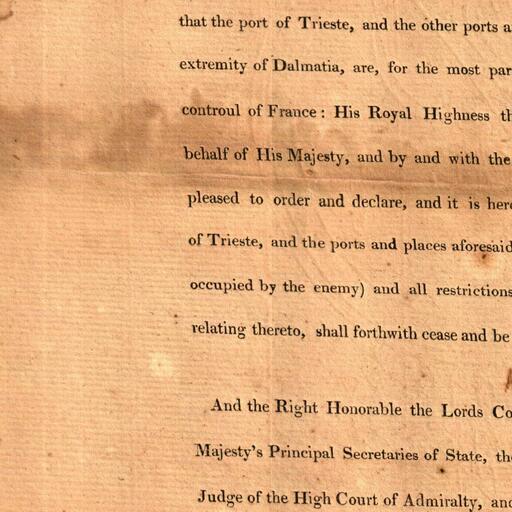 that the port of Trieste, and the other ports a
extremity of Dalmatia, are, for the most par
controul of France: His Royal Highness th
behalf of His Majesty, and by and with the
pleased to order and declare, and it is her
of Trieste, and the ports and places aforesaid
occupied by the enemy) and all restrictions
relating thereto, shall forthwith cease and be
And the Right Honorable the Lords Co
Majesty's Principal Secretaries of State, th
Judge of the High Court of Admiralty, and